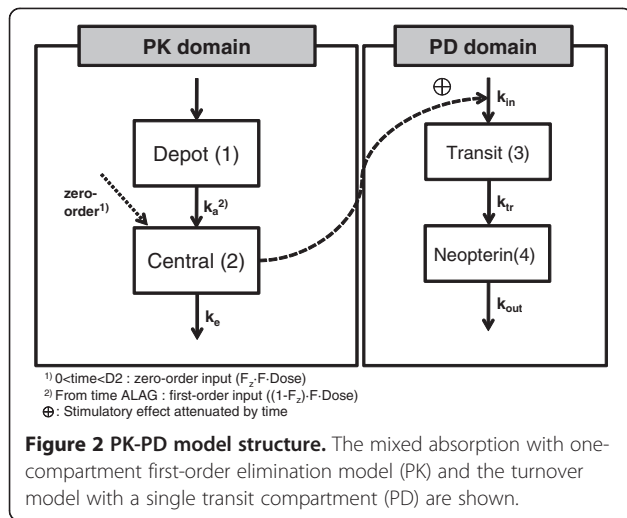 PK domain
PD domain
Depot (1)
zero-
order1)
ka2)
Central (2)
ke
⊕
kin
Transit (3)
ktr
Neopterin(4)
kout
1) 0<time<D2 : zero-order input (Fz·F·Dose)
2) From time ALAG : first-order input ((1-Fz)·F·Dose)
⊕: Stimulatory effect attenuated by time
Figure 2 PK-PD model structure. The mixed absorption with one-
compartment first-order elimination model (PK) and the turnover
model with a single transit compartment (PD) are shown.